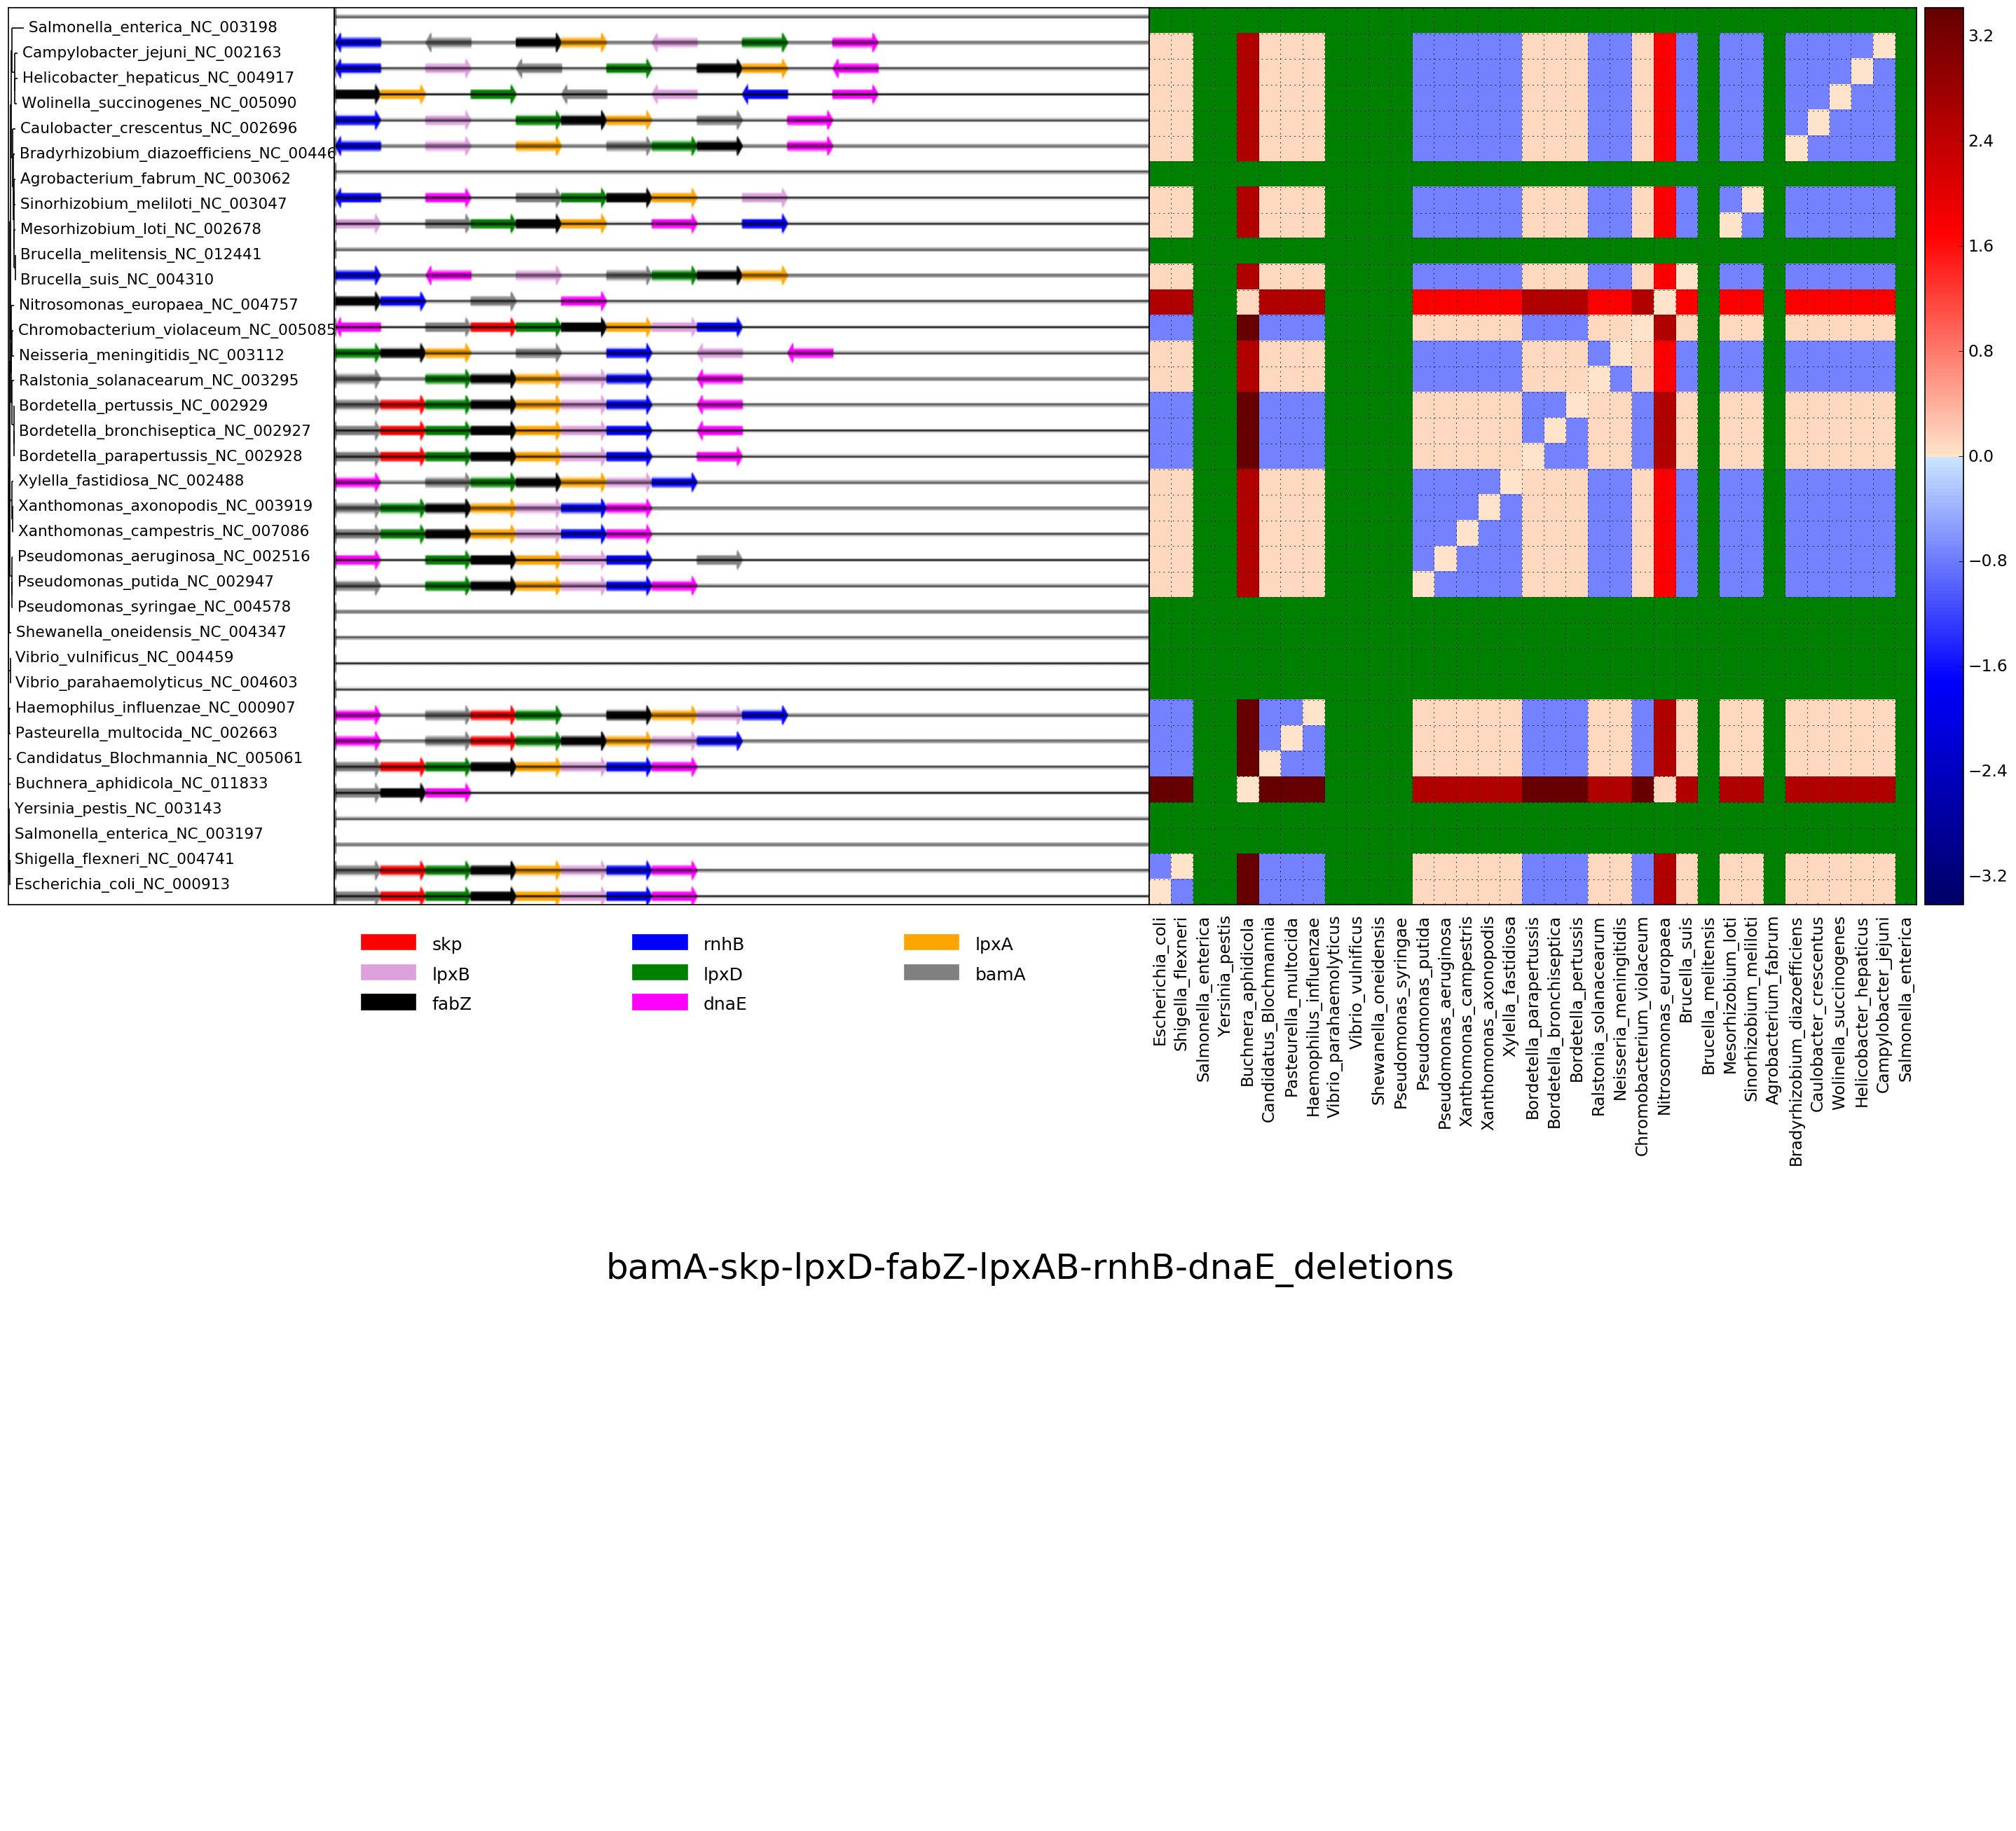 Salmonella_enterica_NC_003198
Campylobacter_jejuni_NC_002163
Helicobacter_hepaticus_NC_004917
Wolinella_succinogenes_NC_005090
Caulobacter_crescentus_NC_002696
Bradyrhizobium_diazoefficiens_NC_00446
Agrobacterium_fabrum_NC_003062
Sinorhizobium_meliloti_NC_003047
Mesorhizobium_loti_NC_002678
Brucella_melitensis_NC_012441
Brucella_suis_NC_004310
Nitrosomonas_europaea_NC_004757
Chromobacterium_violaceum_NC_005085
Neisseria_meningitidis_NC_003112
Ralstonia_solanacearum_NC_003295
Bordetella_pertussis_NC_002929
Bordetella_bronchiseptica_NC_002927
Bordetella_parapertussis_NC_002928
Xylella_fastidiosa_NC_002488
Xanthomonas_axonopodis_NC_003919
Xanthomonas_campestris_NC_007086
Pseudomonas_aeruginosa_NC_002516
Pseudomonas_putida_NC_002947
Pseudomonas_syringae_NC_004578
Shewanella_oneidensis_NC_004347
Vibrio_vulnificus_NC_004459
Vibrio_parahaemolyticus_NC_004603
Haemophilus_influenzae_NC_000907
Pasteurella_multocida_NC_002663
Candidatus_Blochmannia_NC_005061
Buchnera_aphidicola_NC_011833
Yersinia_pestis_NC_003143
Salmonella_enterica_NC_003197
Shigella_flexneri_NC_004741
Escherichia_coli_NC_000913
3.2
2.4
1.6
0.8
0.0
−0.8
−1.6
−2.4
−3.2
skp rnhB lpxA
lpxB lpxD bamA
fabZ dnaE
Escherichia_coli
Shigella_flexneri
Salmonella_enterica
Yersinia_pestis
Buchnera_aphidicola
Candidatus_Blochmannia
Pasteurella_multocida
Haemophilus_influenzae
Vibrio_parahaemolyticus
Vibrio_vulnificus
Shewanella_oneidensis
Pseudomonas_syringae
Pseudomonas_putida
Pseudomonas_aeruginosa
Xanthomonas_campestris
Xanthomonas_axonopodis
Xylella_fastidiosa
Bordetella_parapertussis
Bordetella_bronchiseptica
Bordetella_pertussis
Ralstonia_solanacearum
Neisseria_meningitidis
Chromobacterium_violaceum
Nitrosomonas_europaea
Brucella_suis
Brucella_melitensis
Mesorhizobium_loti
Sinorhizobium_meliloti
Agrobacterium_fabrum
Bradyrhizobium_diazoefficiens
Caulobacter_crescentus
Wolinella_succinogenes
Helicobacter_hepaticus
Campylobacter_jejuni
Salmonella_enterica
bamA-skp-lpxD-fabZ-lpxAB-rnhB-dnaE_deletions